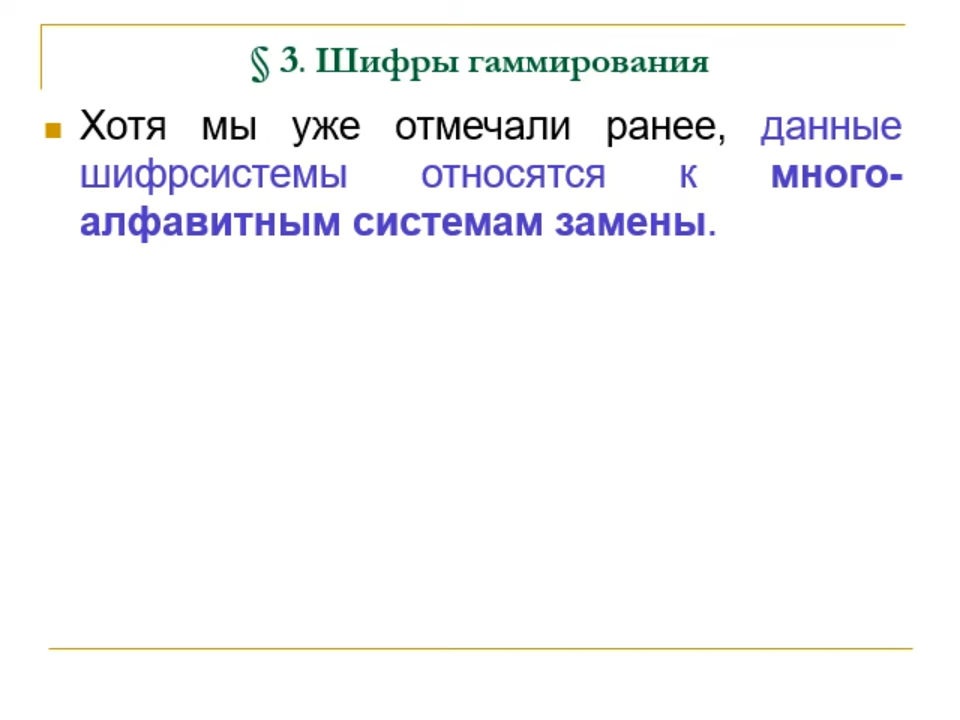 § 3. Шифры гаммирования
Хотя мы уже отмечали ранее, данные
шифрсистемы относятся к много-
алфавитным системам замены.